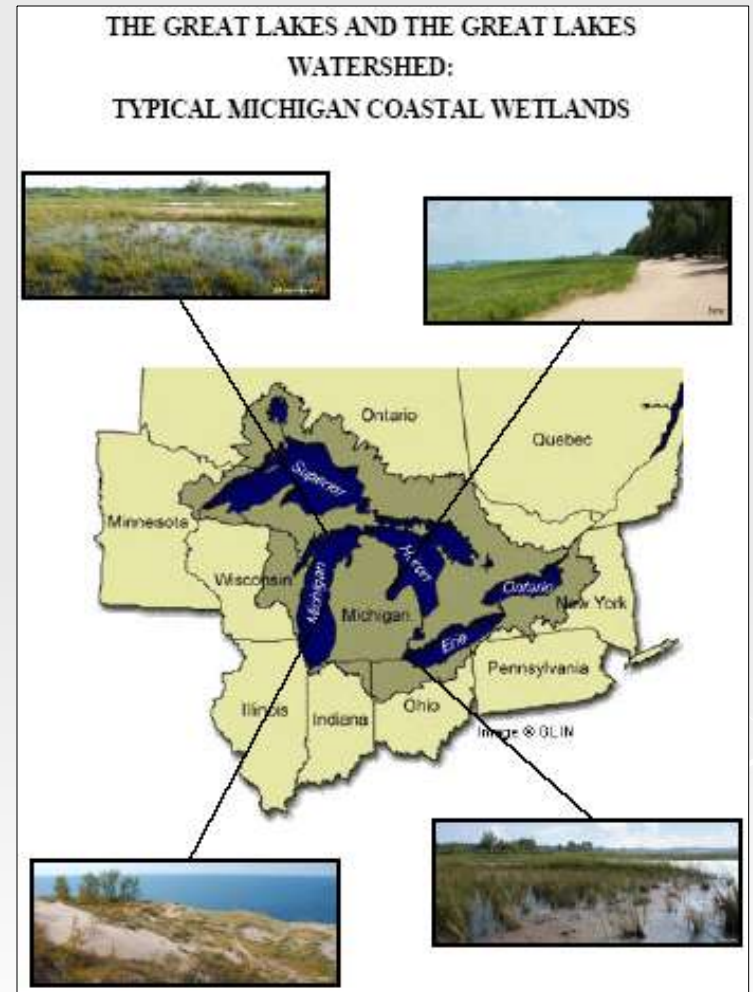 THE GREAT LAKES AND THE GREAT LAKES
WATERSHED:
TYPICAL MICHIGAN COASTAL WETLANDS
Ontario
Quebec
Superior
Minnesota
Wisconsin
Michigan
Huron
Michigan
Ontario
New York
Erie
Pennsylvania
Illinois
Indiana
Ohio
Image © GLIN